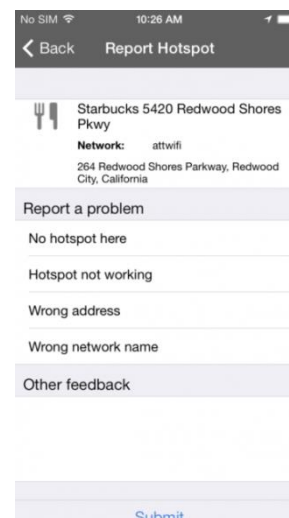 No SIM 10:26 AM
Back Report Hotspot
Starbucks 5420 Redwood Shores
Pkwy
Network: attwifi
264 Redwood Shores Parkway, Redwood
City, California
Report a problem
No hotspot here
Hotspot not working
Wrong address
Wrong network name
Other feedback
Submit